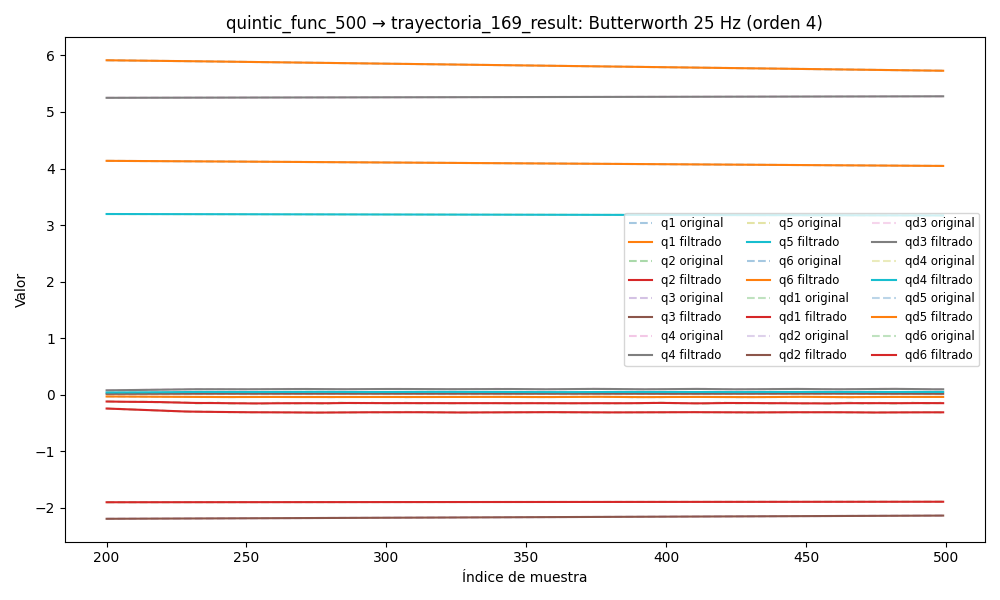 quintic_func_500 → trayectoria_169_result: Butterworth 25 Hz (orden 4)
Valor
6
5
4
3
2
1
0
−1
−2
200
250
300
350
400
450
500
Índice de muestra
q1 original
q1 filtrado
q2 original
q2 filtrado
q3 original
q3 filtrado
q4 original
q4 filtrado
q5 original
q5 filtrado
q6 original
q6 filtrado
qd1 original
qd1 filtrado
qd2 original
qd2 filtrado
qd3 original
qd3 filtrado
qd4 original
qd4 filtrado
qd5 original
qd5 filtrado
qd6 original
qd6 filtrado